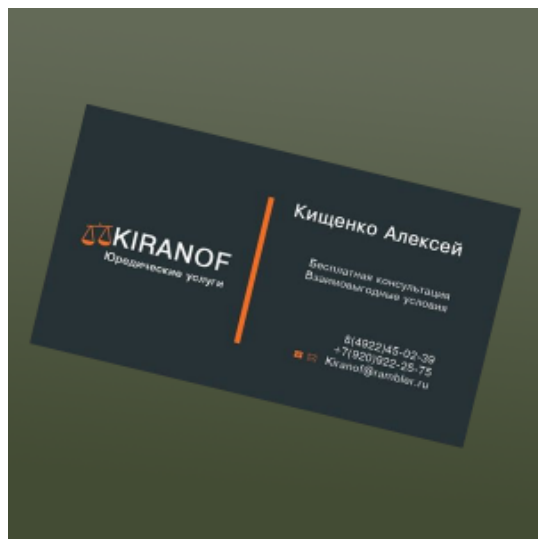 KIRANOF
Юридические услуги
Кищенко Алексей
Бесплатная консультация
Взаимовыгодные условия
8(4922)45-02-39
+7(920)922-25-75
Kiranof@rambler.ru